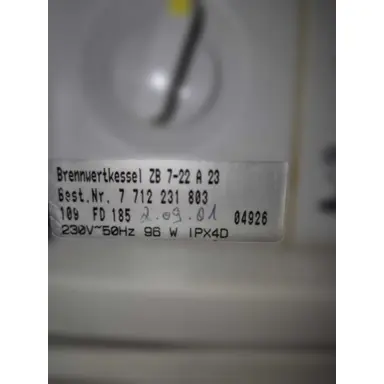 Brennwertkessel ZB 7-22 A 23
Best.Nr. 7 712 231 803
109 FD 185 2.09.01 04926
230V~50Hz 96 W IPX4D